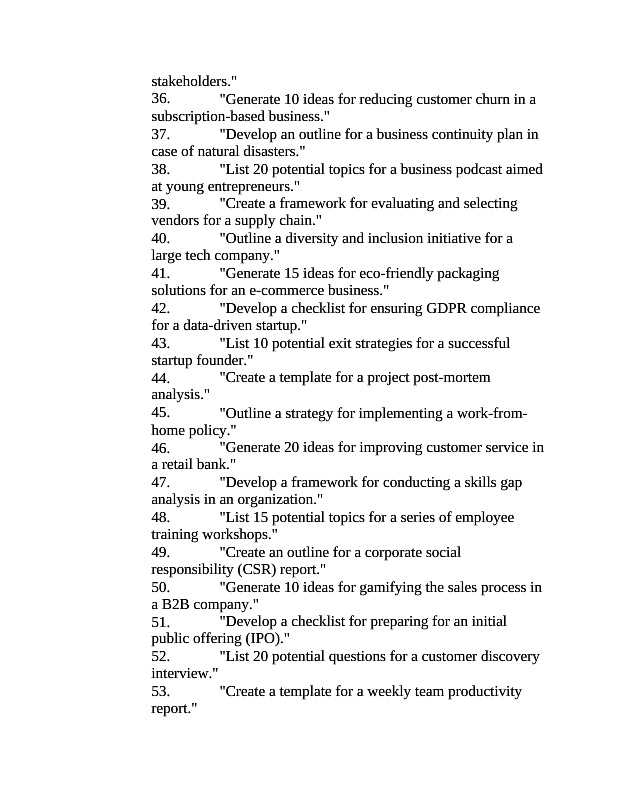 stakeholders."
36. "Generate 10 ideas for reducing customer churn in a
subscription-based business."
37. "Develop an outline for a business continuity plan in
case of natural disasters."
38. "List 20 potential topics for a business podcast aimed
at young entrepreneurs."
39. "Create a framework for evaluating and selecting
vendors for a supply chain."
40. "Outline a diversity and inclusion initiative for a
large tech company."
41. "Generate 15 ideas for eco-friendly packaging
solutions for an e-commerce business."
42. "Develop a checklist for ensuring GDPR compliance
for a data-driven startup."
43. "List 10 potential exit strategies for a successful
startup founder."
44. "Create a template for a project post-mortem
analysis."
45. "Outline a strategy for implementing a work-from-
home policy."
46. "Generate 20 ideas for improving customer service in
a retail bank."
47. "Develop a framework for conducting a skills gap
analysis in an organization."
48. "List 15 potential topics for a series of employee
training workshops."
49. "Create an outline for a corporate social
responsibility (CSR) report."
50. "Generate 10 ideas for gamifying the sales process in
a B2B company."
51. "Develop a checklist for preparing for an initial
public offering (IPO)."
52. "List 20 potential questions for a customer discovery
interview."
53. "Create a template for a weekly team productivity
report."